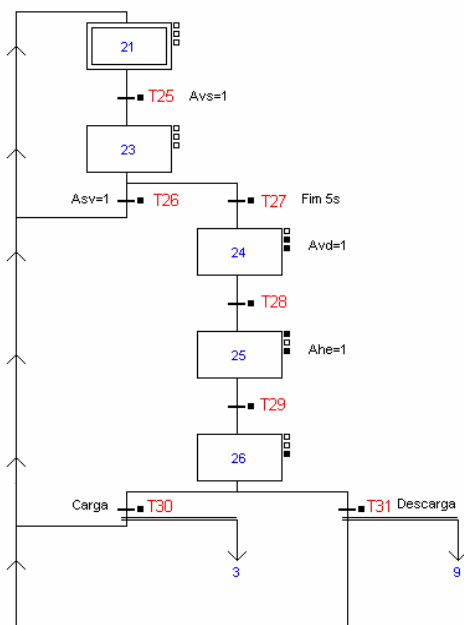 21
T25 Avs=1
23
Asv=1 T26 T27 Fim 5s
24 Avd=1
T28
25 Ahe=1
T29
26
Carga T30 T31 Descarga
3 9